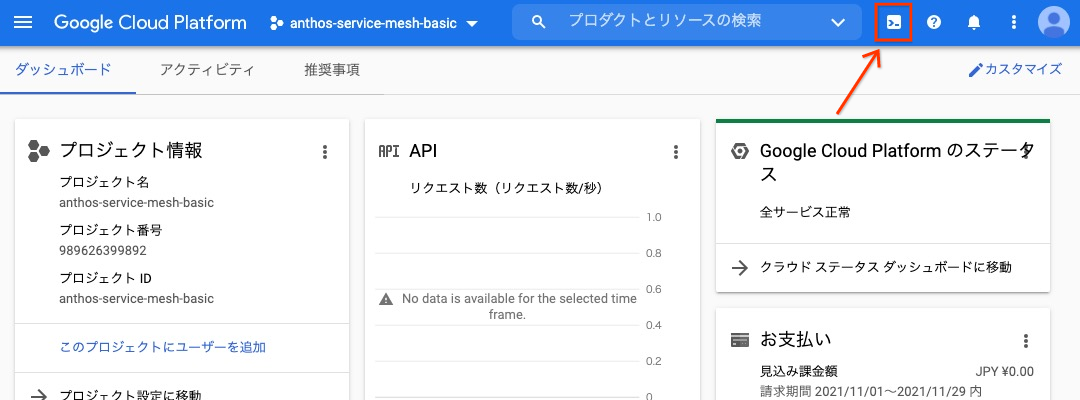 Google Cloud Platform
anthos-service-mesh-basic
プロダクトとリソースの検索
ダッシュボード
アクティビティ
推奨事項
カスタマイズ
プロジェクト情報
プロジェクト名
anthos-service-mesh-basic
プロジェクト番号
989626399892
プロジェクト ID
anthos-service-mesh-basic
このプロジェクトにユーザーを追加
プロジェクト設定に移動
API API
リクエスト数（リクエスト数/秒）
1.0
0.8
0.6
No data is available for the selected time
frame.
0.4
0.2
0
Google Cloud Platform のステータ
ス
全サービス正常
クラウド ステータス ダッシュボードに移動
お支払い
見込み課金額
JPY ¥0.00
請求期間 2021/11/01～2021/11/29 内